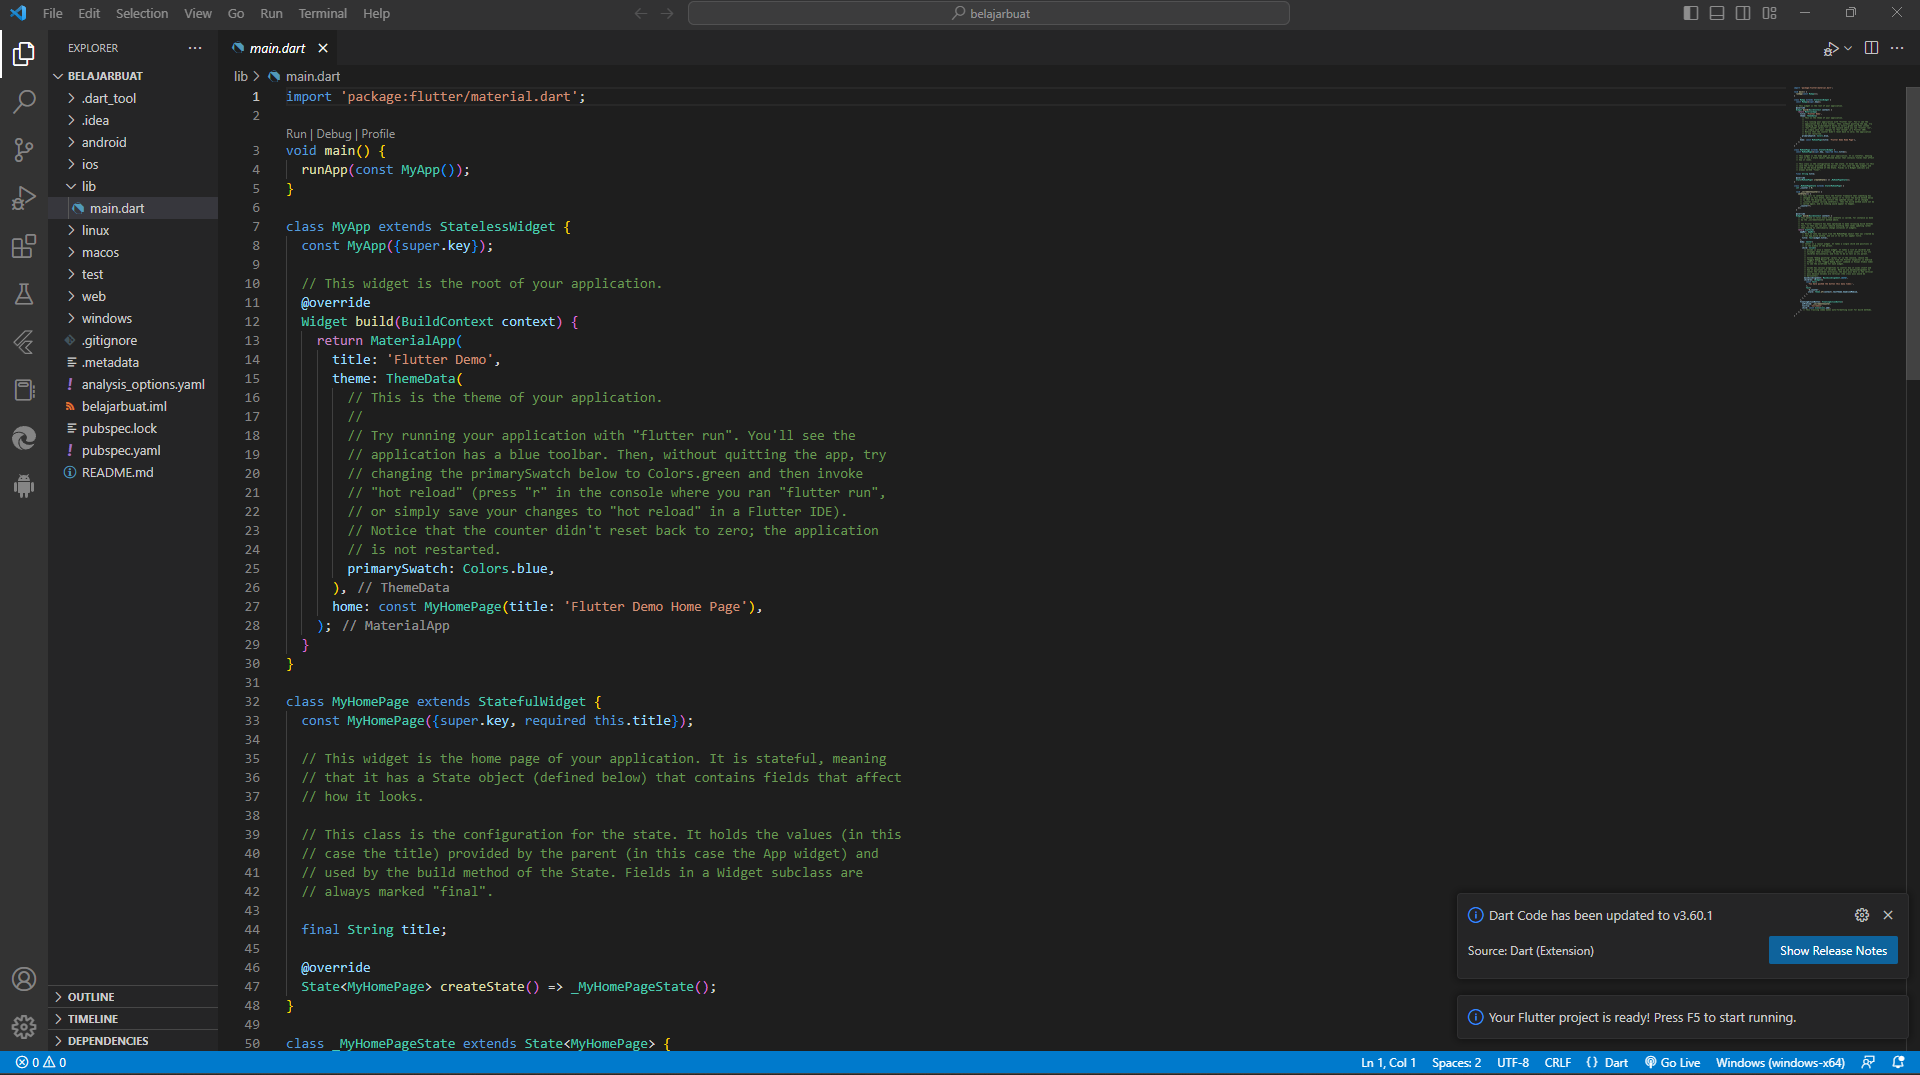 File Edit Selection View Go Run Terminal Help
belajarbuat
EXPLORER
BELAJARBUAT
.dart_tool
.idea
android
ios
lib
main.dart
linux
macos
test
web
windows
.gitignore
.metadata
analysis_options.yaml
belajarbuat.iml
pubspec.lock
pubspec.yaml
README.md
OUTLINE
TIMELINE
DEPENDENCIES
main.dart
lib > main.dart
1 import 'package:flutter/material.dart';
2
Run | Debug | Profile
3 void main() {
4 runApp(const MyApp());
5 }
6
7 class MyApp extends StatelessWidget {
8 const MyApp({super.key});
9
10 // This widget is the root of your application.
11 @override
12 Widget build(BuildContext context) {
13 return MaterialApp(
14 title: 'Flutter Demo',
15 theme: ThemeData(
16 // This is the theme of your application.
17 //
18 // Try running your application with "flutter run". You'll see the
19 // application has a blue toolbar. Then, without quitting the app, try
20 // changing the primarySwatch below to Colors.green and then invoke
21 // "hot reload" (press "r" in the console where you ran "flutter run",
22 // or simply save your changes to "hot reload" in a Flutter IDE).
23 // Notice that the counter didn't reset back to zero; the application
24 // is not restarted.
25 primarySwatch: Colors.blue,
26 ), // ThemeData
27 home: const MyHomePage(title: 'Flutter Demo Home Page'),
28 ); // MaterialApp
29 }
30 }
31
32 class MyHomePage extends StatefulWidget {
33 const MyHomePage({super.key, required this.title});
34
35 // This widget is the home page of your application. It is stateful, meaning
36 // that it has a State object (defined below) that contains fields that affect
37 // how it looks.
38
39 // This class is the configuration for the state. It holds the values (in this
40 // case the title) provided by the parent (in this case the App widget) and
41 // used by the build method of the State. Fields in a Widget subclass are
42 // always marked "final".
43
44 final String title;
45
46 @override
47 State<MyHomePage> createState() => _MyHomePageState();
48 }
49
50 class _MyHomePageState extends State<MyHomePage> {
Dart Code has been updated to v3.60.1
Source: Dart (Extension)
Show Release Notes
Your Flutter project is ready! Press F5 to start running.
0 0
Ln 1, Col 1 Spaces: 2 UTF-8 CRLF {} Dart Go Live Windows (windows-x64)